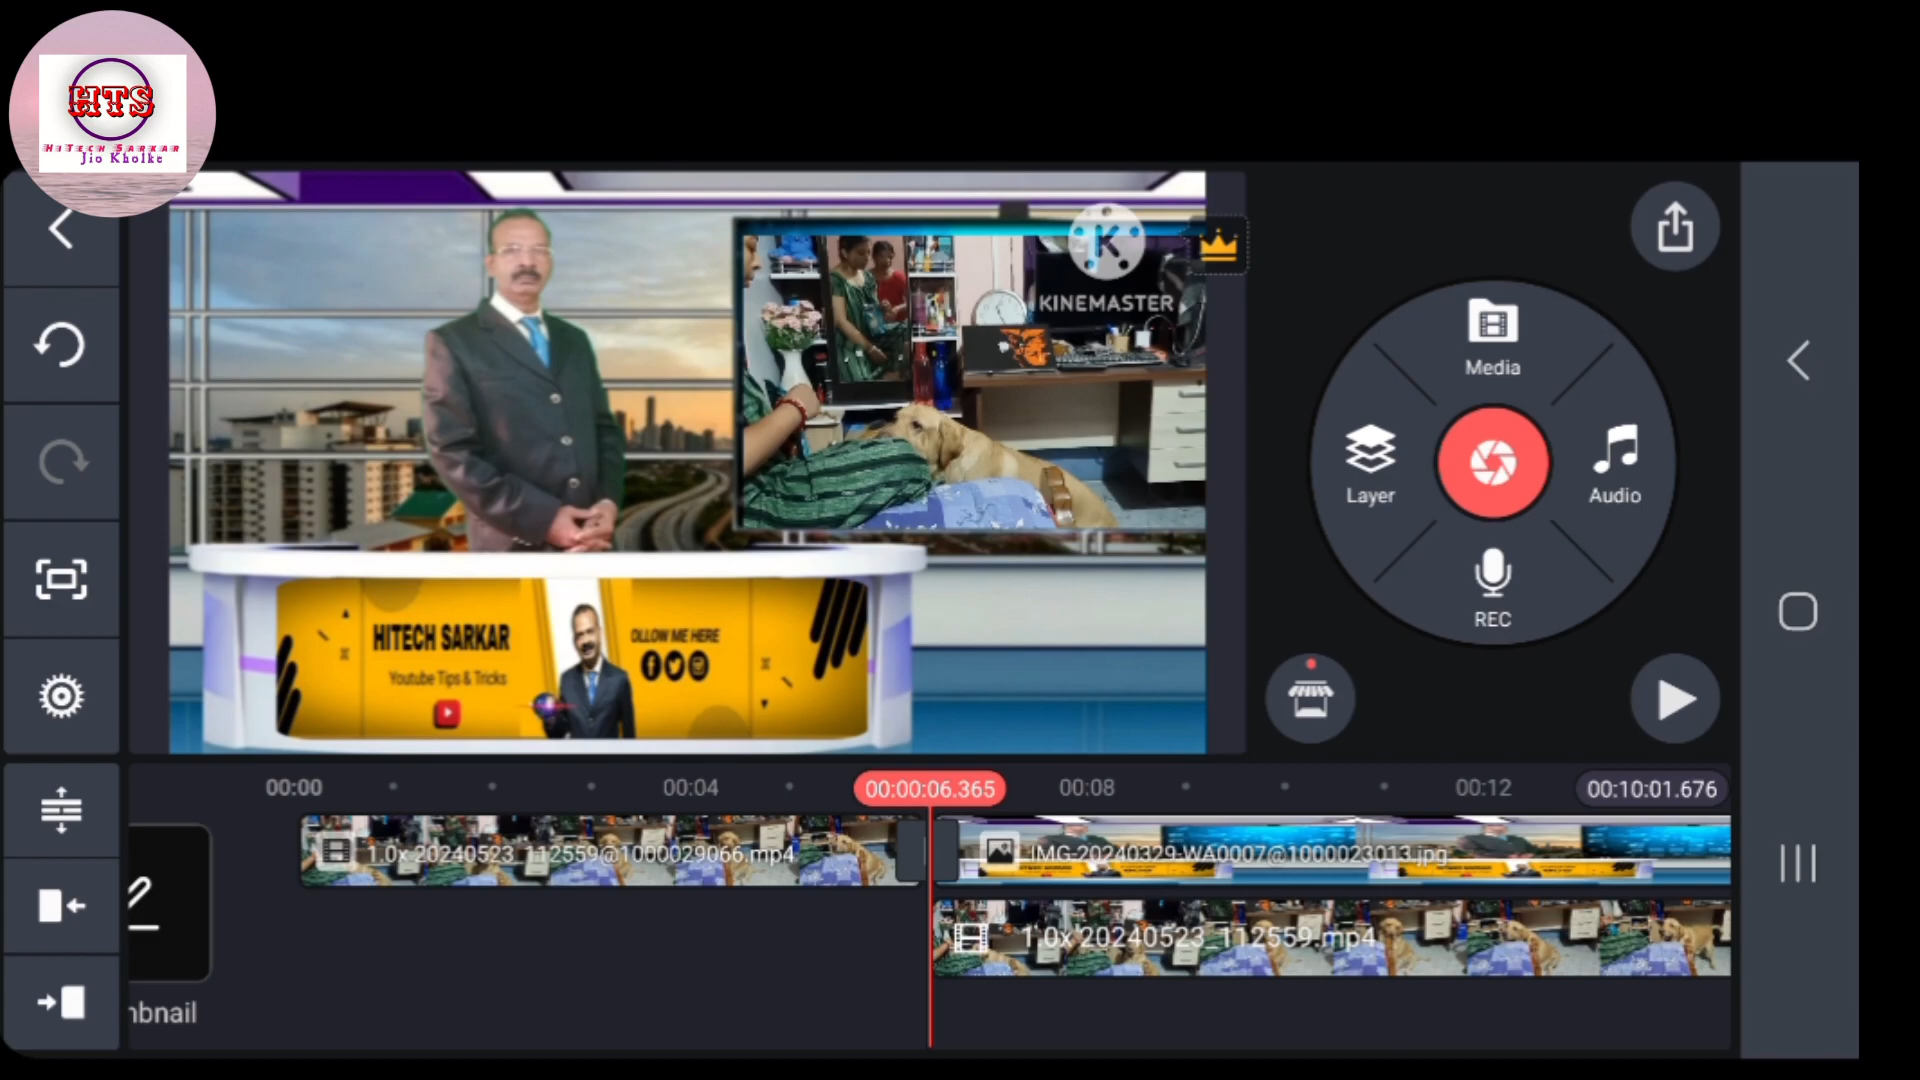 HTS
HiTech Sarkar
Jio Kholke
KINEMASTER
Media
Layer
Audio
REC
HITECH SARKAR
OLLOW ME HERE
Youtube Tips & Tricks
00:00
00:04
00:00:06.365
00:08
00:12
00:10:01.676
1.0x 20240523_112559@1000029066.mp4
IMG-20240329-WA0007@1000023013.jpg
1.0x 20240523_112559.mp4
nbnail